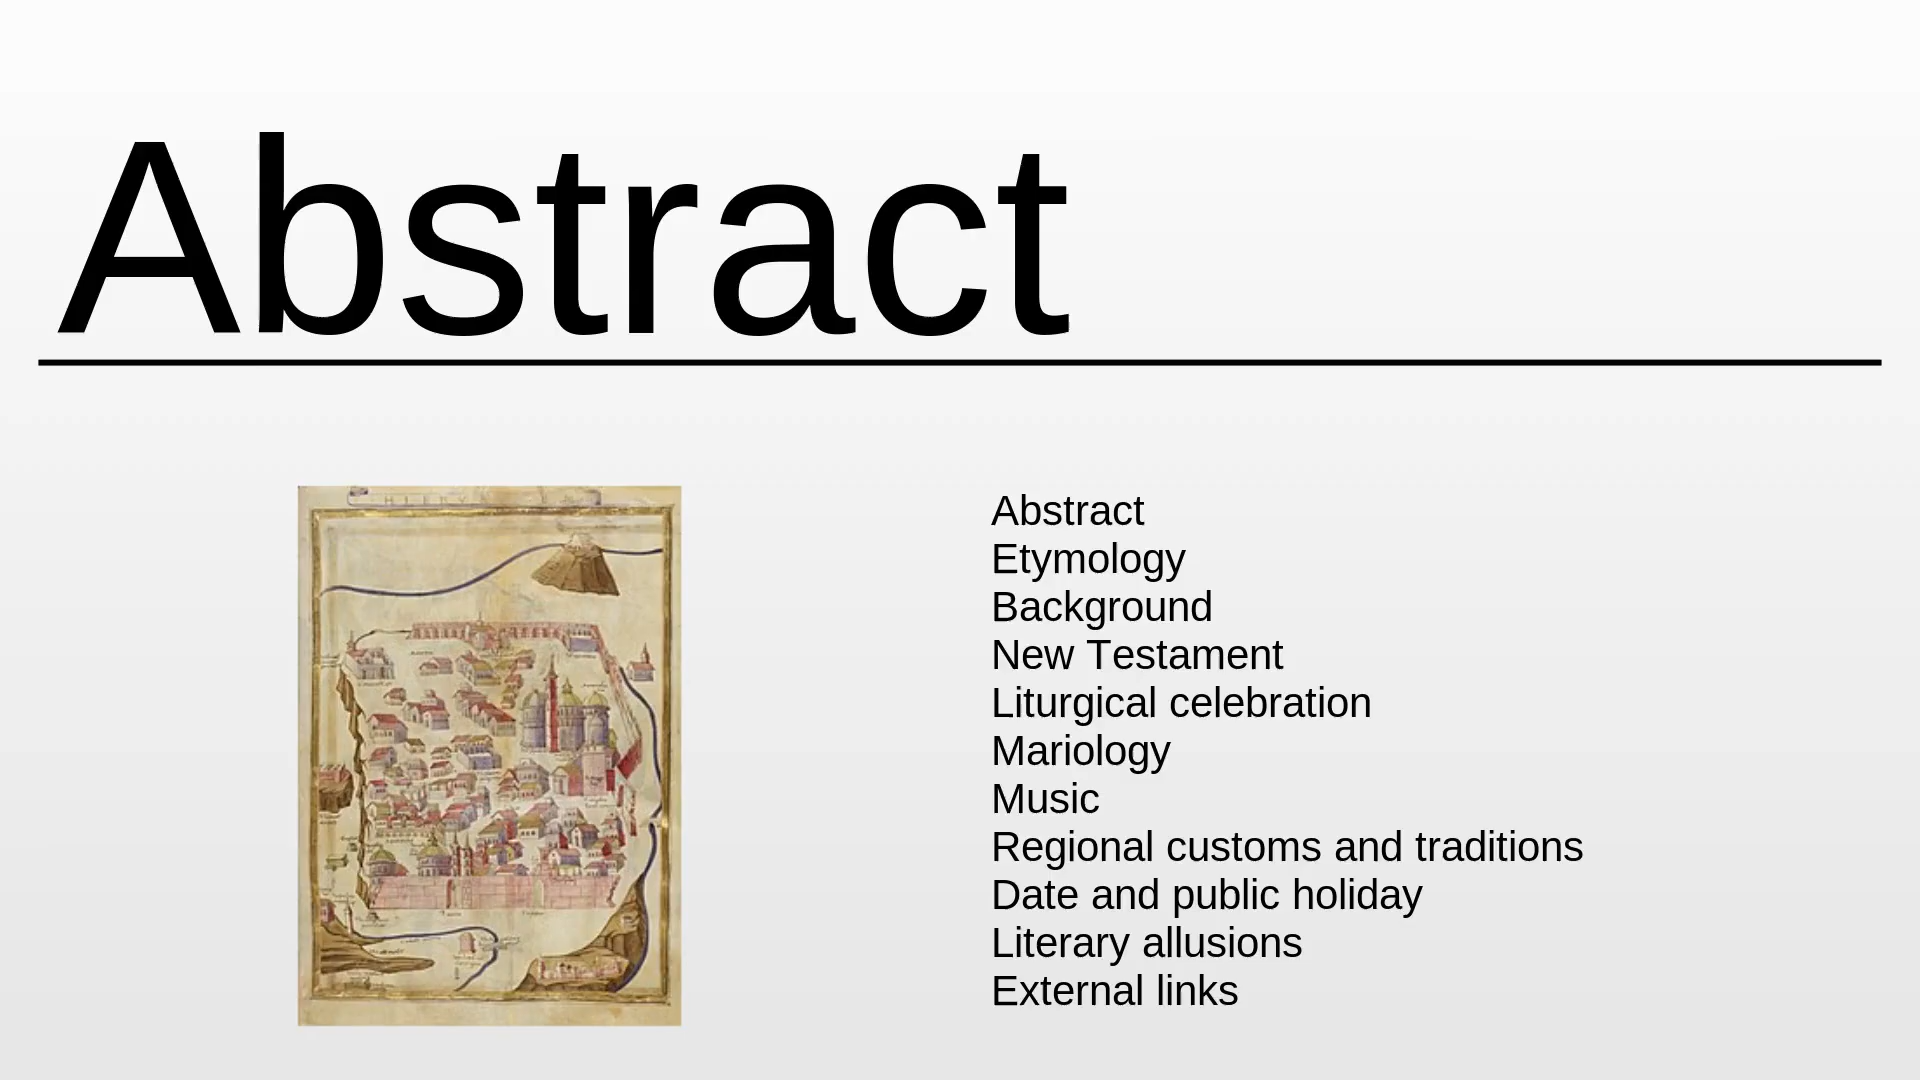 Abstract
Abstract
Etymology
Background
New Testament
Liturgical celebration
Mariology
Music
Regional customs and traditions
Date and public holiday
Literary allusions
External links